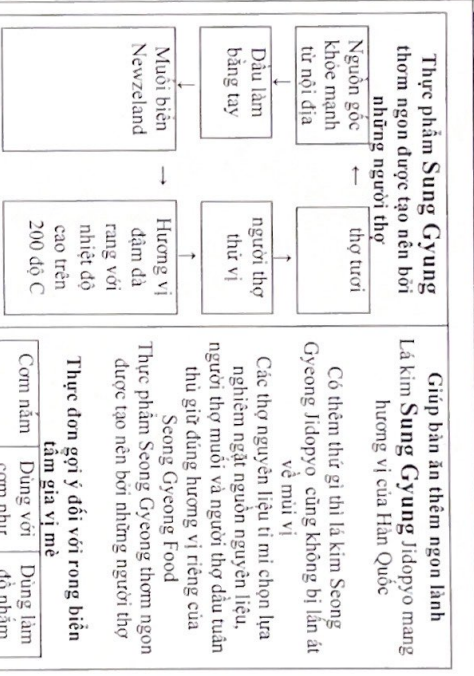 Thực phẩm Sung Gyung
thơm ngon được tạo nên bởi
những người thợ
Nguồn gốc
khỏe mạnh
từ nội địa
←
thợ tươi
↓
↑
Dầu làm
bằng tay
người thợ
thú vị
↓
↑
Muối biển
Newzeland
→
Hương vị
đậm đà
rang với
nhiệt độ
cao trên
200 độ C
Giúp bàn ăn thêm ngon lành
Lá kim Sung Gyung Jidopyo mang
hương vị của Hàn Quốc
Có thêm thứ gì thì lá kim Seong
Gyeong Jidopyo cũng không bị lấn át
về mùi vị
Các thợ nguyên liệu tỉ mỉ chọn lựa
nghiêm ngặt nguồn nguyên liệu,
người thợ muối và người thợ dầu tuân
thủ giữ đúng hương vị riêng của
Seong Gyeong Food
Thực phẩm Seong Gyeong thơm ngon
được tạo nên bởi những người thợ
Thực đơn gợi ý đối với rong biển
tẩm gia vị mè
Cơm nắm
Dùng với
cơm như
Dùng làm
đồ nhắm